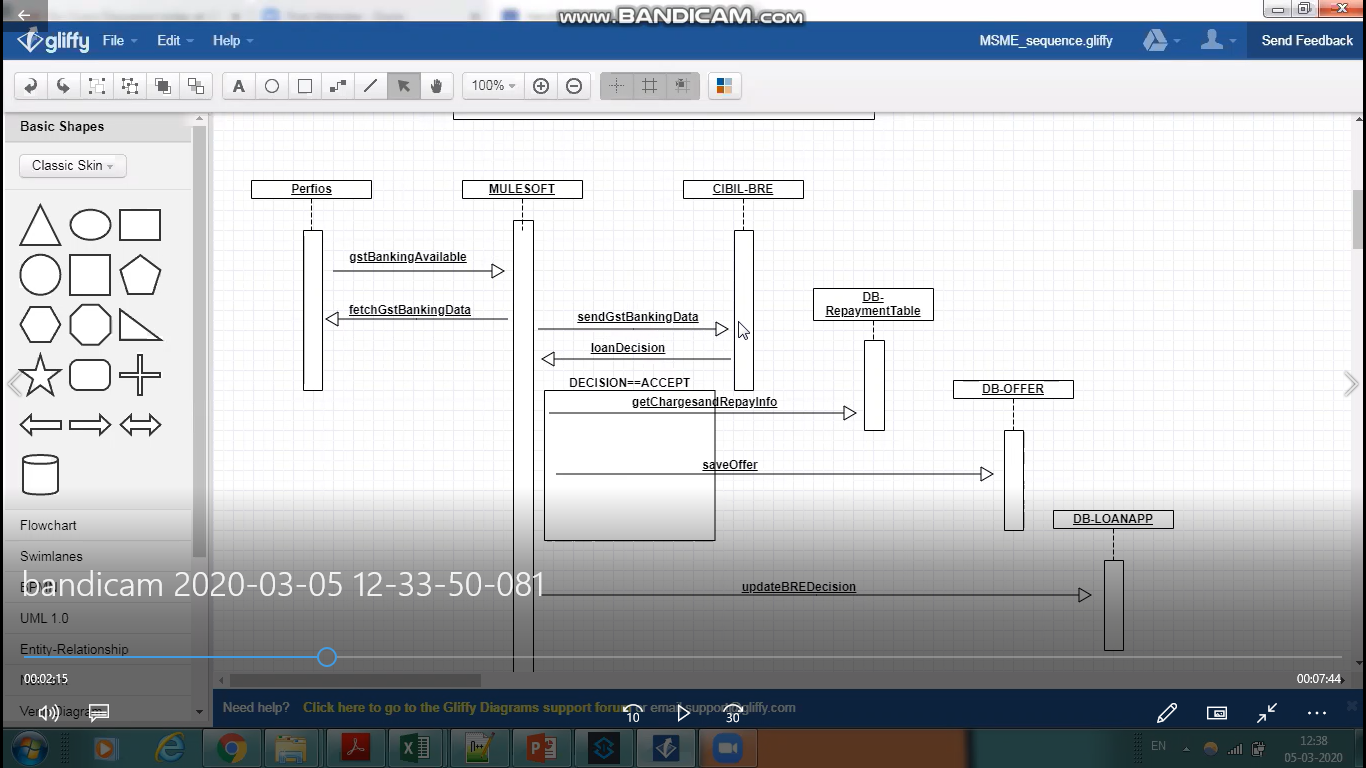 www.BANDICAM.com
gliffy File Edit Help MSME_sequence.gliffy Send Feedback
A 100%
Basic Shapes
Classic Skin
Perfios MULESOFT CIBIL-BRE
gstBankingAvailable
fetchGstBankingData
sendGstBankingData
DB-
RepaymentTable
loanDecision
DECISION==ACCEPT
DB-OFFER
getChargesandRepayInfo
saveOffer
DB-LOANAPP
updateBREDecision
Flowchart
Swimlanes
bandicam 2020-03-05 12-33-50-081
UML 1.0
Entity-Relationship
00:02:15 00:07:44
Need help? Click here to go to the Gliffy Diagrams support forum or email support@gliffy.com
10 30
EN 12:38
05-03-2020